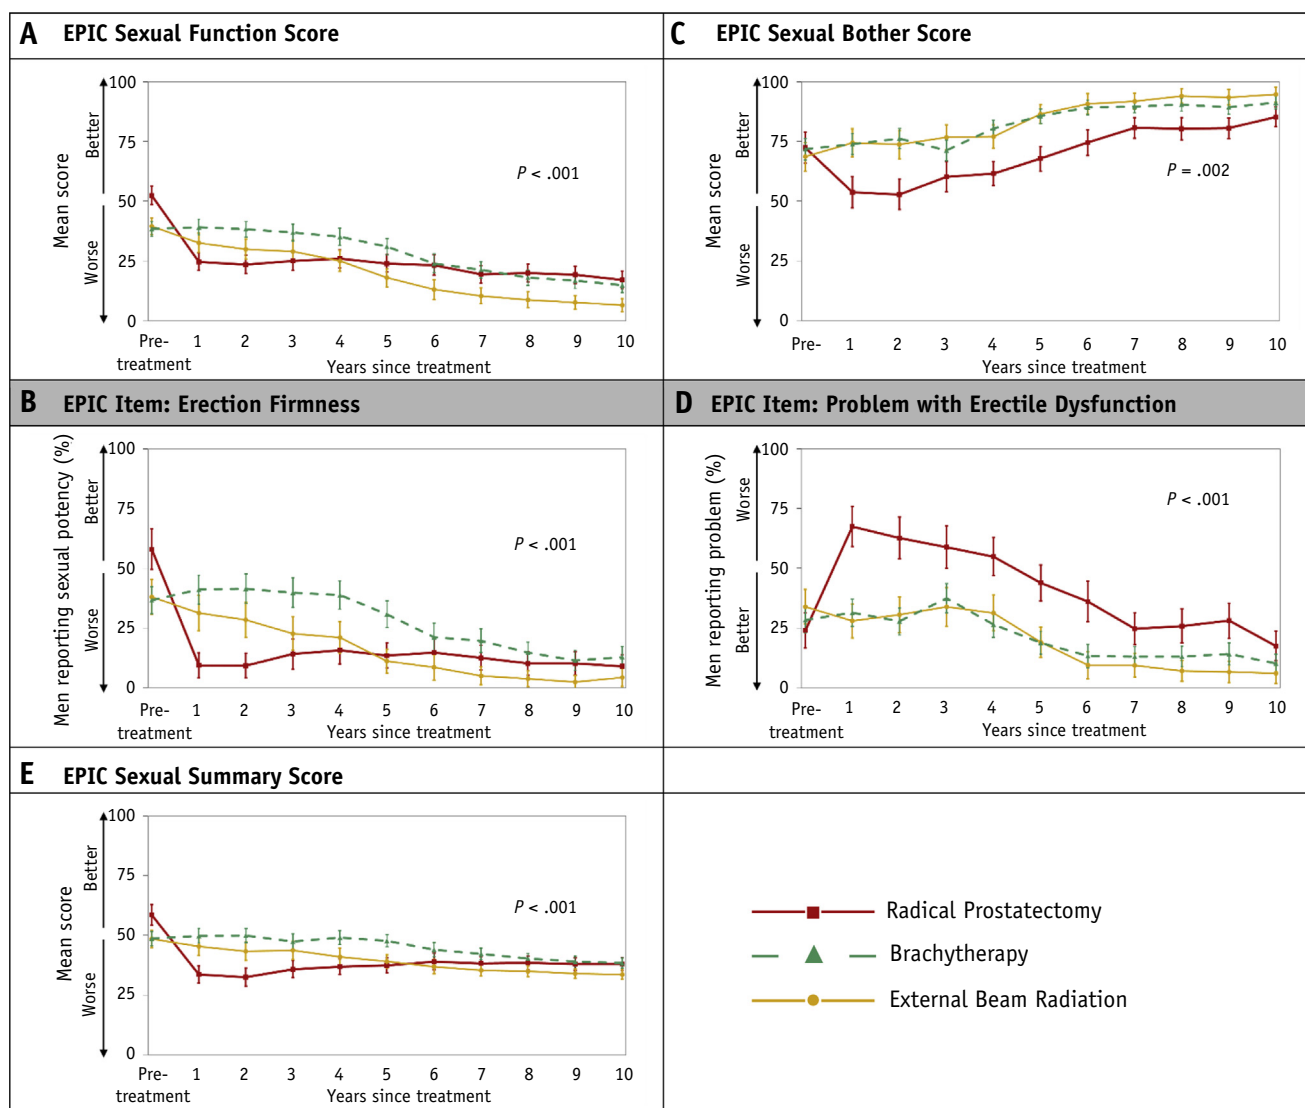 A EPIC Sexual Function Score
Better
Worse
Mean score
100
75
50
25
0
P < .001
Pre-treatment 1 2 3 4 5 6 7 8 9 10
Years since treatment
C EPIC Sexual Bother Score
Better
Worse
Mean score
100
75
50
25
0
P = .002
Pre- 1 2 3 4 5 6 7 8 9 10
treatment
Years since treatment
B EPIC Item: Erection Firmness
Better
Worse
Men reporting sexual potency (%)
100
75
50
25
0
P < .001
Pre- 1 2 3 4 5 6 7 8 9 10
treatment
Years since treatment
D EPIC Item: Problem with Erectile Dysfunction
Worse
Better
Men reporting problem (%)
100
75
50
25
0
P < .001
Pre- 1 2 3 4 5 6 7 8 9 10
treatment
Years since treatment
E EPIC Sexual Summary Score
Better
Worse
Mean score
100
75
50
25
0
P < .001
Pre- 1 2 3 4 5 6 7 8 9 10
treatment
Years since treatment
Radical Prostatectomy
Brachytherapy
External Beam Radiation